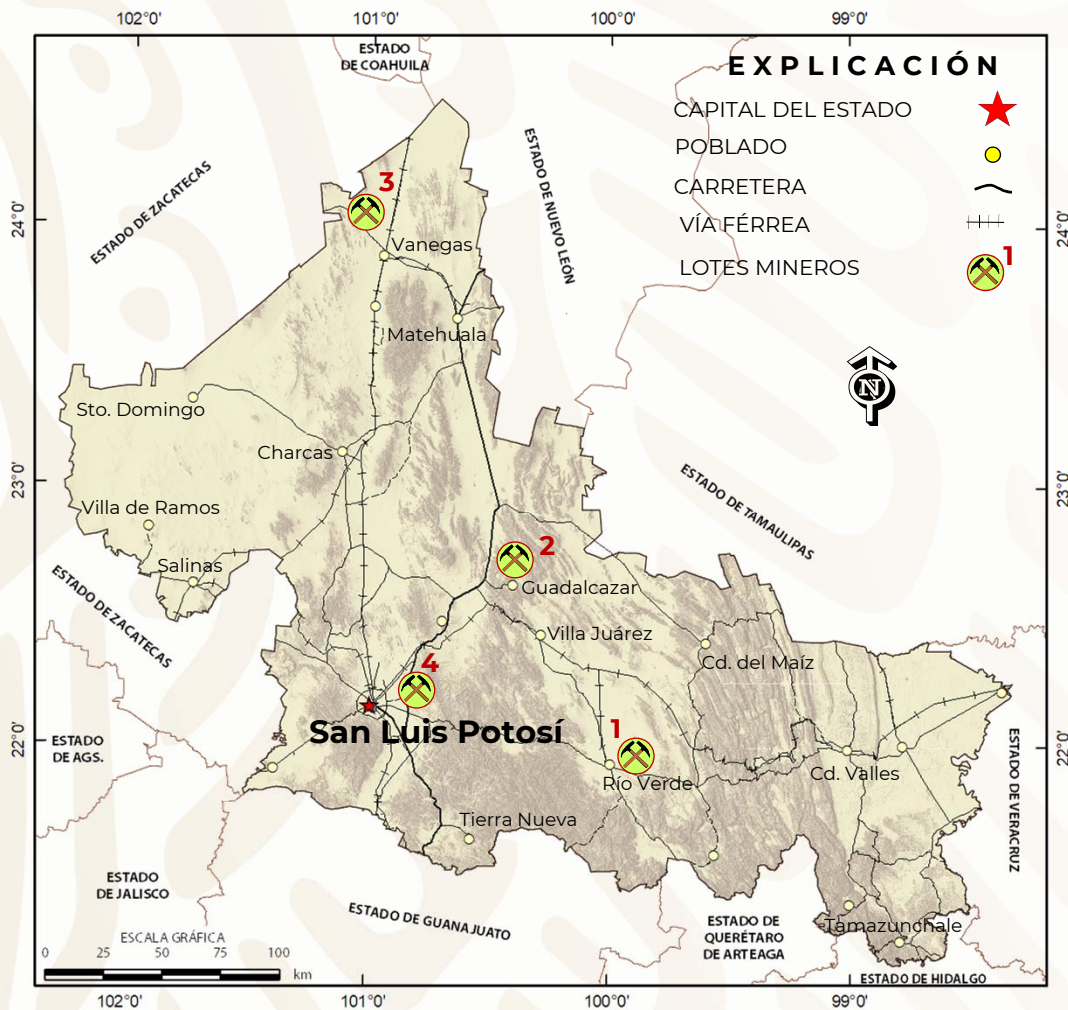 102°0'
101°0'
100°0'
99°0'
ESTADO
DE COAHUILA
EXPLICACIÓN
CAPITAL DEL ESTADO
POBLADO
CARRETERA
VÍA FÉRREA
LOTES MINEROS
1
ESTADO DE ZACATECAS
ESTADO DE NUEVO LEÓN
3
24°0'
24°0'
Vanegas
Matehuala
N
Sto. Domingo
Charcas
23°0'
23°0'
ESTADO DE TAMAULIPAS
Villa de Ramos
2
Salinas
Guadalcazar
ESTADO DE ZACATECAS
Villa Juárez
4
Cd. del Maíz
San Luis Potosí
1
22°0'
22°0'
ESTADO
DE AGS.
Río Verde
Cd. Valles
ESTADO DE VERACRUZ
Tierra Nueva
ESTADO
DE JALISCO
ESTADO DE GUANAJUATO
ESTADO DE
QUERÉTARO
DE ARTEAGA
Tamazunchale
ESCALA GRÁFICA
0 25 50 75 100
km
ESTADO DE HIDALGO
102°0'
101°0'
100°0'
99°0'